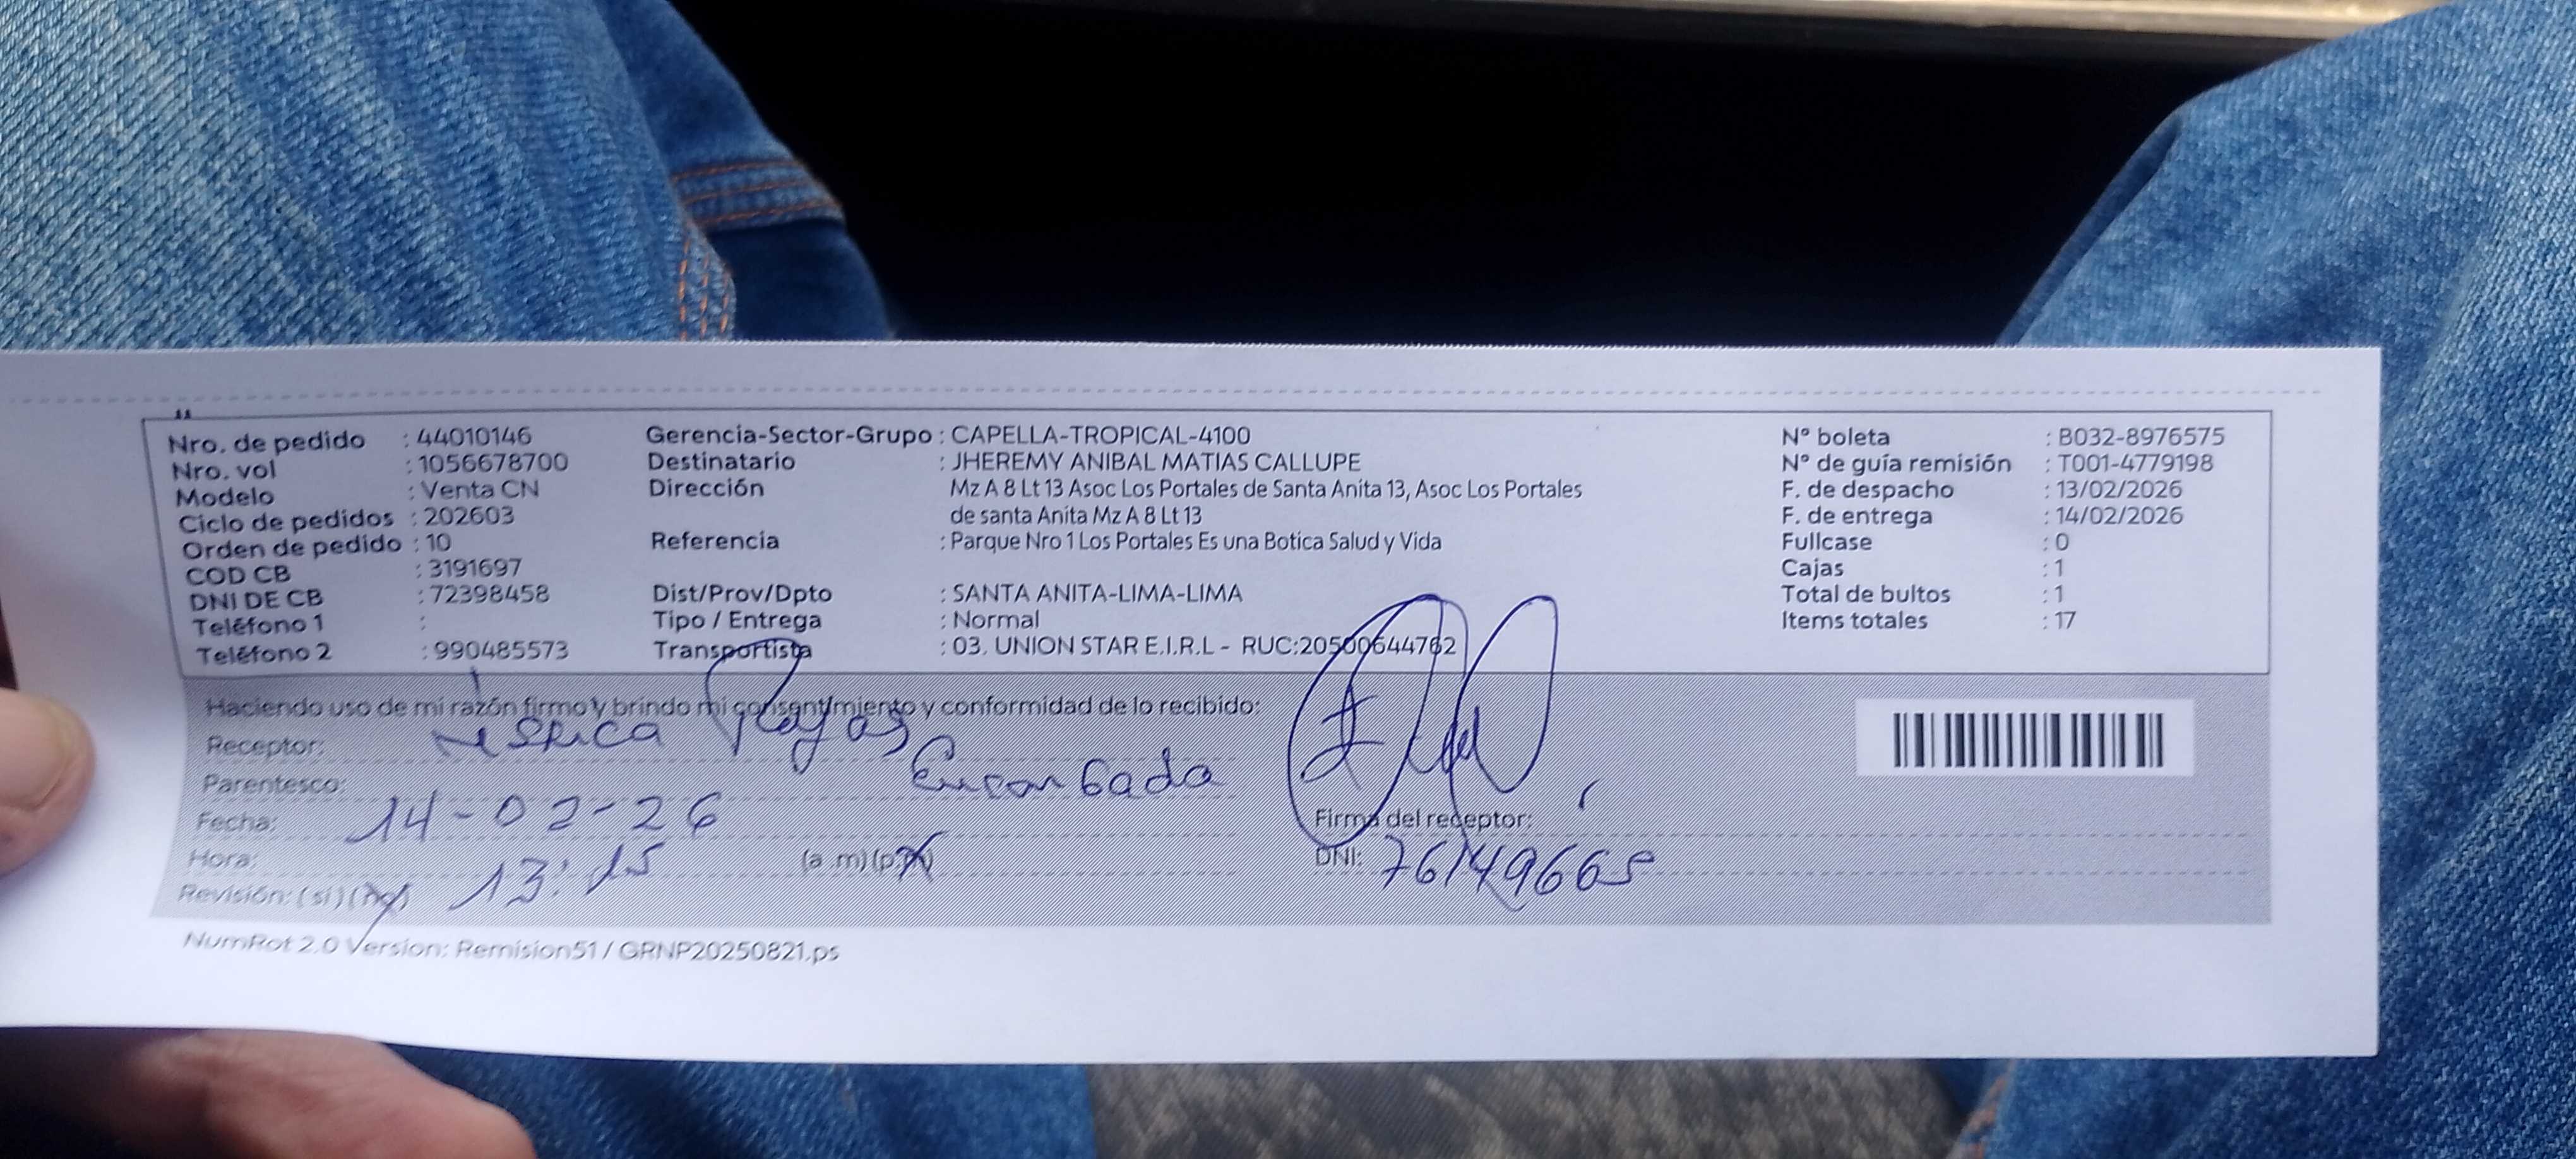 Nro. de pedido : 44010146
Nro. vol : 1056678700
Modelo : Venta CN
Ciclo de pedidos : 202603
Orden de pedido : 10
COD CB : 3191697
DNI DE CB : 72398458
Teléfono 1 :
Teléfono 2 : 990485573
Gerencia-Sector-Grupo : CAPELLA-TROPICAL-4100
Destinatario : JHEREMY ANIBAL MATIAS CALLUPE
Dirección Mz A 8 Lt 13 Asoc Los Portales de Santa Anita 13, Asoc Los Portales
de santa Anita Mz A 8 Lt 13
Referencia : Parque Nro 1 Los Portales Es una Botica Salud y Vida
Dist/Prov/Dpto : SANTA ANITA-LIMA-LIMA
Tipo / Entrega : Normal
Transportista : 03. UNION STAR E.I.R.L - RUC:20500644762
N° boleta : B032-8976575
N° de guía remisión : T001-4779198
F. de despacho : 13/02/2026
F. de entrega : 14/02/2026
Fullcase : 0
Cajas : 1
Total de bultos : 1
Items totales : 17
Haciendo uso de mi razón firmo y brindo mi consentimiento y conformidad de lo recibido:
Receptor: Rojas
Parentesco: Encargada
Fecha: 14-02-26
Hora: 13:15 (a.m) (p.m)
Revisión: (si) (no)
Firma del receptor:
DNI: 76149665
NumRot 2.0 Version: Remision51 / GRNP20250821.ps